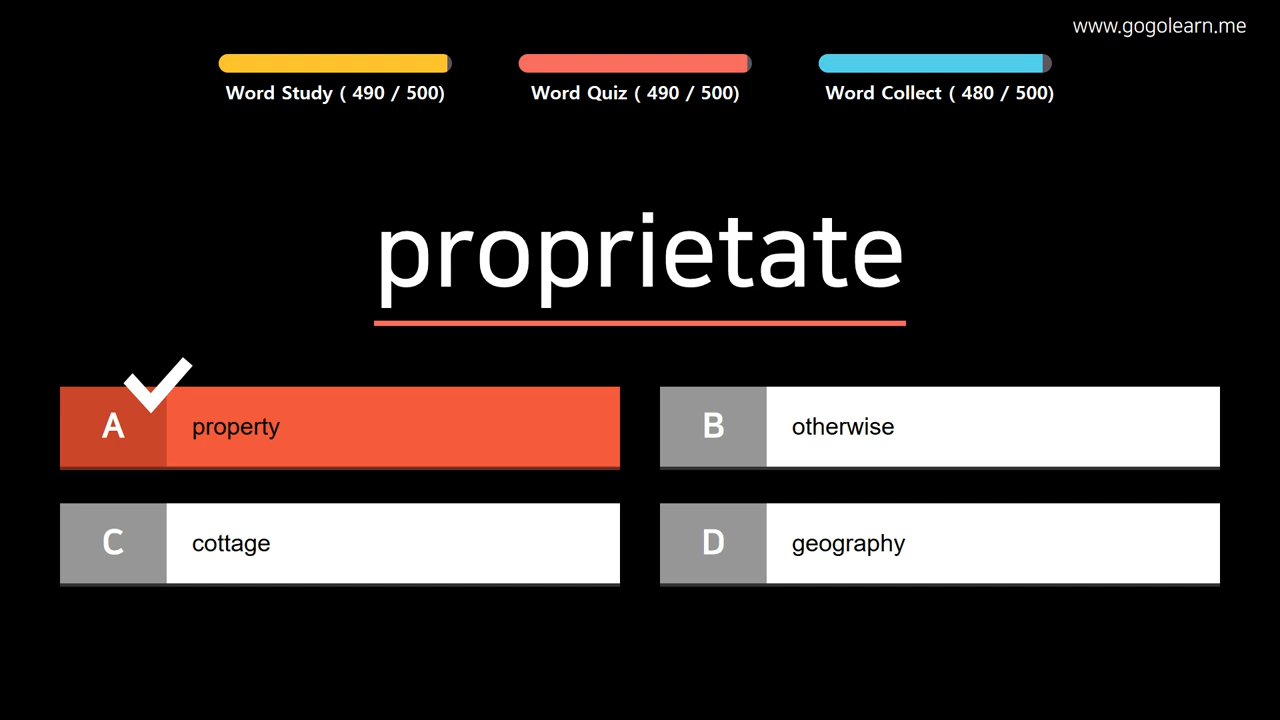 www.gogolearn.me
Word Study ( 490 / 500)
Word Quiz ( 490 / 500)
Word Collect ( 480 / 500)
proprietate
A property
B otherwise
C cottage
D geography